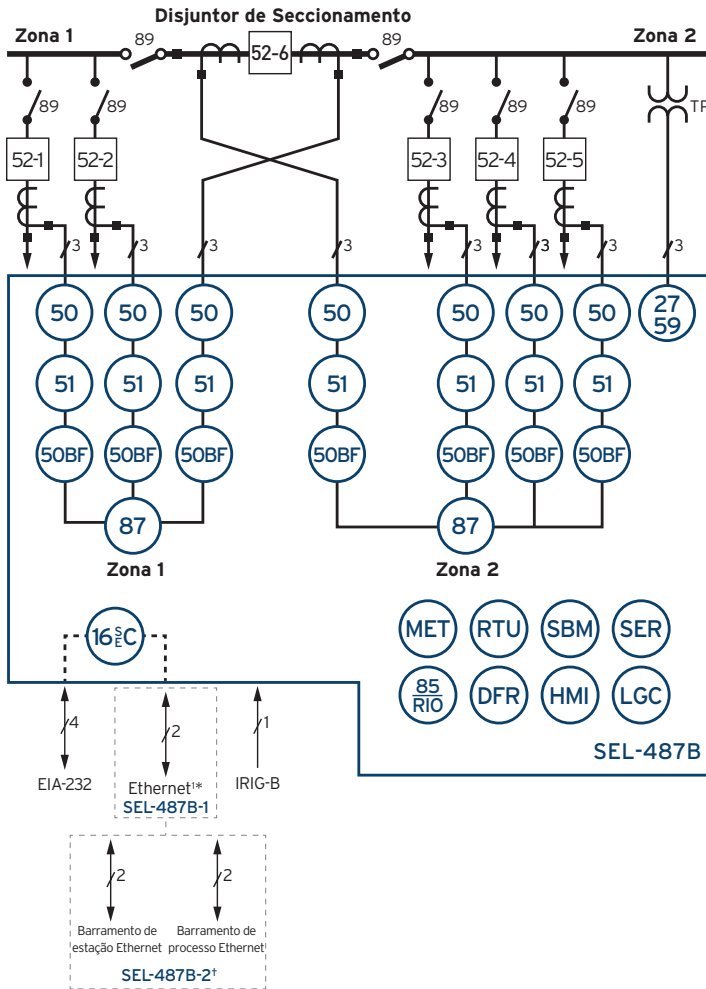 Disjuntor de Seccionamento
Zona 1
89
52-6
89
Zona 2
89
89
89
89
89
TP
52-1
52-2
52-3
52-4
52-5
3
3
3
3
3
3
3
3
50
50
50
50
50
50
50
27
59
51
51
51
51
51
51
51
50BF
50BF
50BF
50BF
50BF
50BF
50BF
87
87
Zona 1
Zona 2
16 SEC
MET
RTU
SBM
SER
85
RIO
DFR
HMI
LGC
SEL-487B
4
2
1
EIA-232
Ethernet¹*
IRIG-B
SEL-487B-1
2
2
Barramento de
estação Ethernet
Barramento de
processo Ethernet
SEL-487B-2†